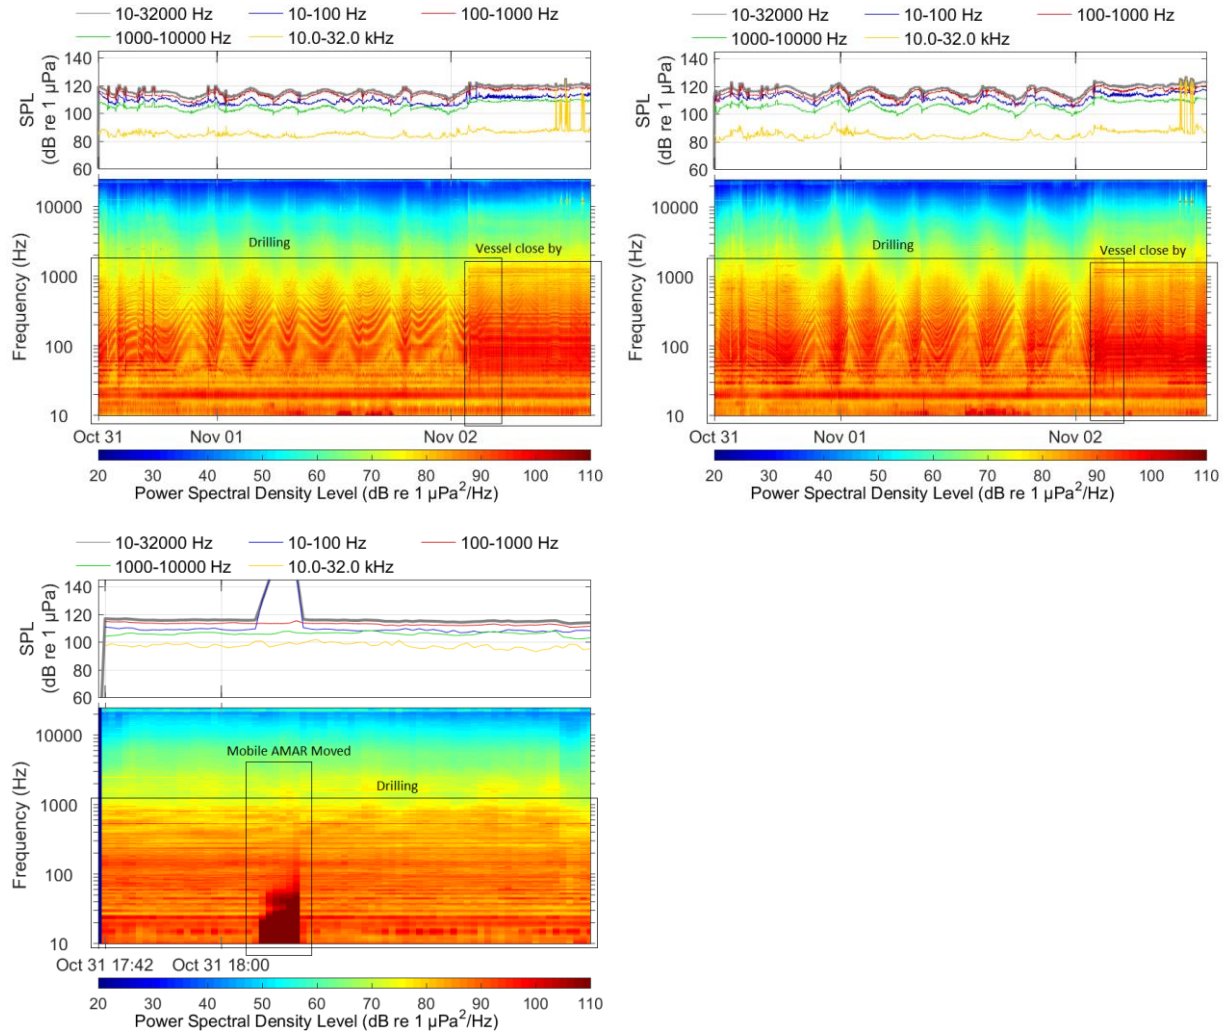 10-32000 Hz 10-100 Hz 100-1000 Hz
1000-10000 Hz 10.0-32.0 kHz
140
120
100
80
60
SPL
(dB re 1 µPa)
10000
1000
100
10
Frequency (Hz)
Drilling
Vessel close by
Oct 31 Nov 01 Nov 02
20 30 40 50 60 70 80 90 100 110
Power Spectral Density Level (dB re 1 µPa²/Hz)
10-32000 Hz 10-100 Hz 100-1000 Hz
1000-10000 Hz 10.0-32.0 kHz
140
120
100
80
60
SPL
(dB re 1 µPa)
10000
1000
100
10
Frequency (Hz)
Drilling
Vessel close by
Oct 31 Nov 01 Nov 02
20 30 40 50 60 70 80 90 100 110
Power Spectral Density Level (dB re 1 µPa²/Hz)
10-32000 Hz 10-100 Hz 100-1000 Hz
1000-10000 Hz 10.0-32.0 kHz
140
120
100
80
60
SPL
(dB re 1 µPa)
10000
1000
100
10
Frequency (Hz)
Mobile AMAR Moved
Drilling
Oct 31 17:42 Oct 31 18:00
20 30 40 50 60 70 80 90 100 110
Power Spectral Density Level (dB re 1 µPa²/Hz)